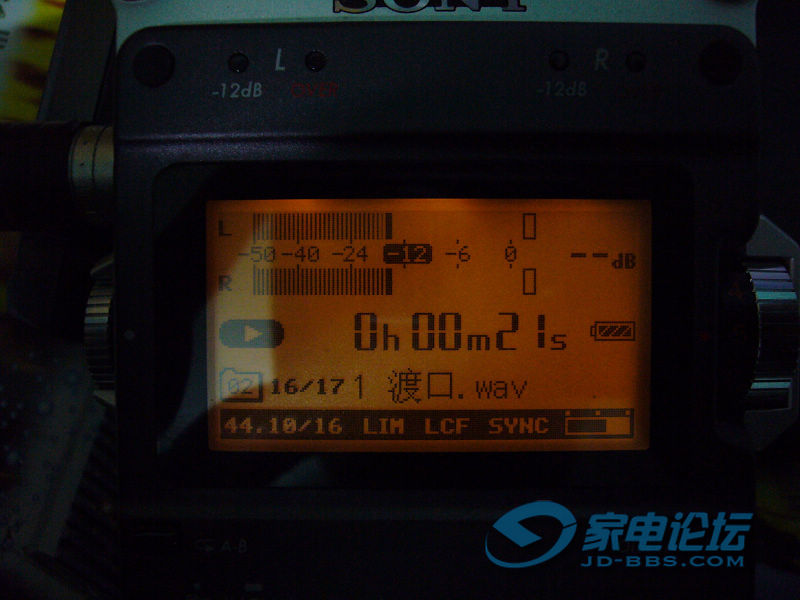 SONY
L R
-12dB OVER -12dB
L
-50 -40 -24 -12 -6 0 --dB
R
0h00m21s
02 16/17 1 渡口.wav
44.10/16 LIM LCF SYNC
A-B
家电论坛
JD-BBS.COM